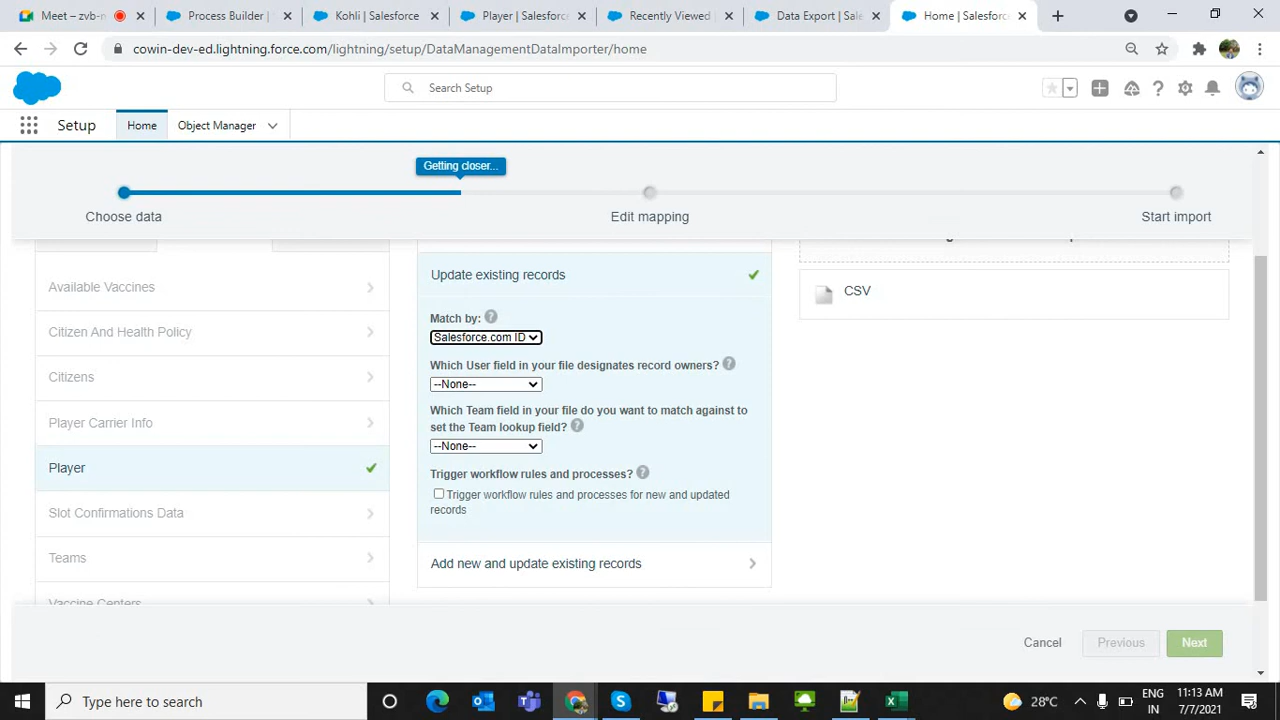 Meet – zvb-r
Process Builder |
Kohli | Salesforce
Player | Salesforce
Recently Viewed |
Data Export | Sale
Home | Salesforce
cowin-dev-ed.lightning.force.com/lightning/setup/DataManagementDataImporter/home
Search Setup
Setup
Home
Object Manager
Getting closer...
Choose data
Edit mapping
Start import
Available Vaccines
Citizen And Health Policy
Citizens
Player Carrier Info
Player
Slot Confirmations Data
Teams
Vaccine Centers
Update existing records
Match by:
Salesforce.com ID
Which User field in your file designates record owners?
--None--
Which Team field in your file do you want to match against to
set the Team lookup field?
--None--
Trigger workflow rules and processes?
Trigger workflow rules and processes for new and updated
records
Add new and update existing records
CSV
Cancel
Previous
Next
Type here to search
28°C
ENG
IN
11:13 AM
7/7/2021